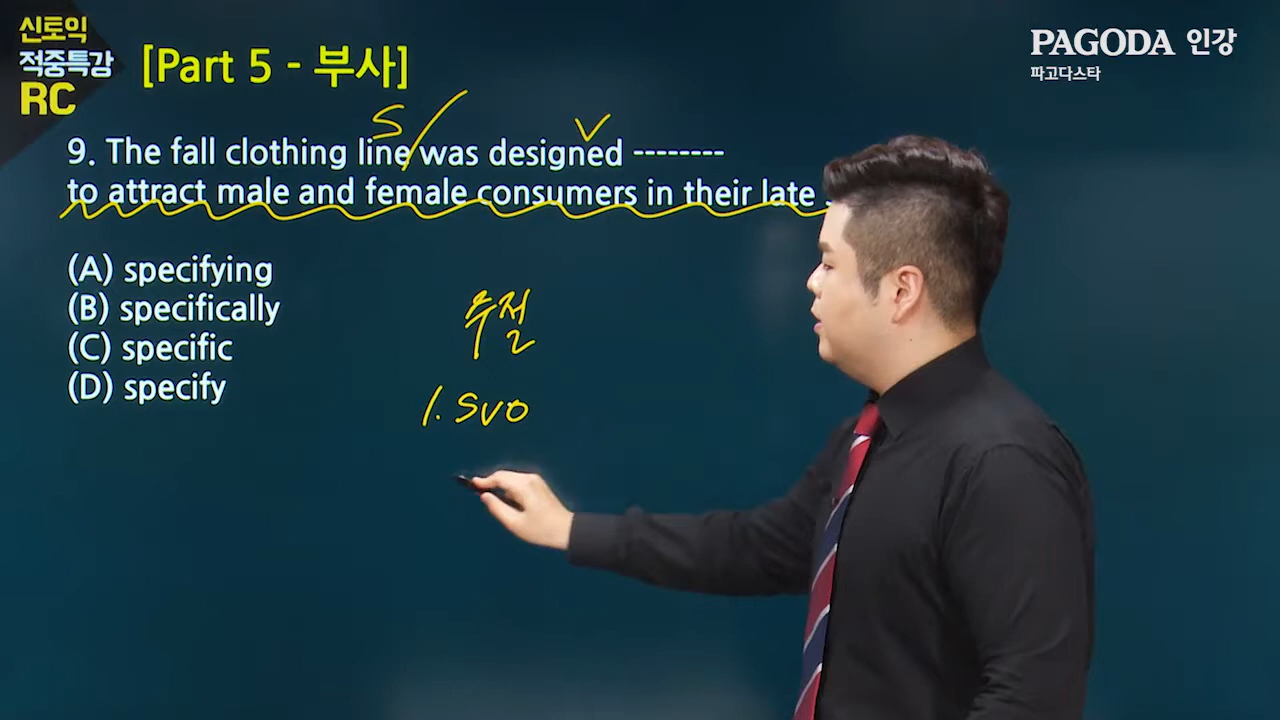 신토익
적중특강
RC
[Part 5 - 부사]
PAGODA 인강
파고다스타
S V
9. The fall clothing line was designed --------
to attract male and female consumers in their late
(A) specifying
(B) specifically
(C) specific
(D) specify
주절
1. SVO